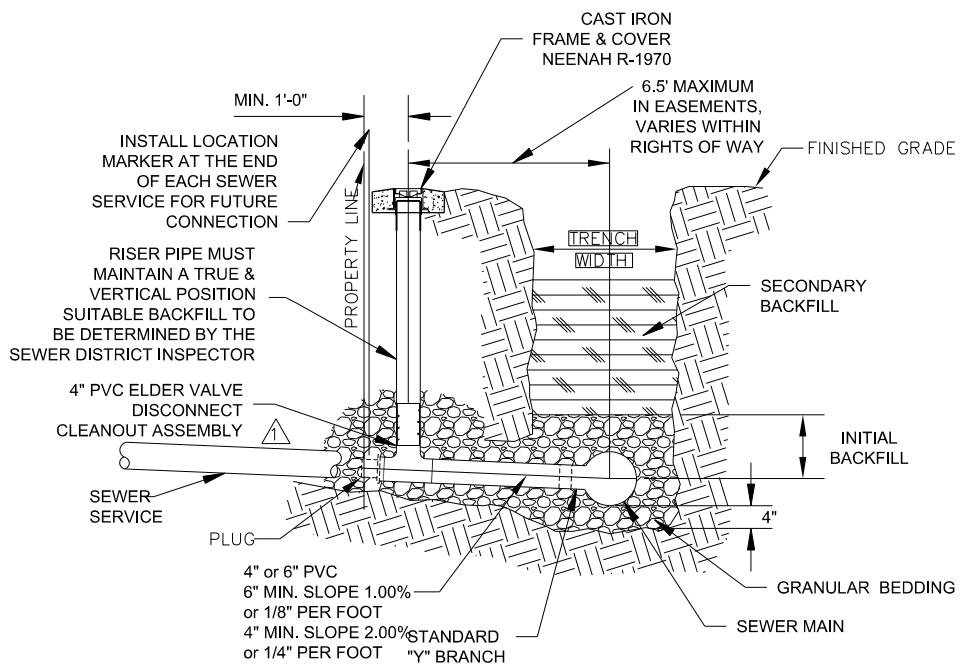 CAST IRON
FRAME & COVER
NEENAH R-1970
MIN. 1'-0"
6.5' MAXIMUM
IN EASEMENTS,
VARIES WITHIN
RIGHTS OF WAY
INSTALL LOCATION
MARKER AT THE END
OF EACH SEWER
SERVICE FOR FUTURE
CONNECTION
FINISHED GRADE
PROPERTY LINE
TRENCH
WIDTH
RISER PIPE MUST
MAINTAIN A TRUE &
VERTICAL POSITION
SUITABLE BACKFILL TO
BE DETERMINED BY THE
SEWER DISTRICT INSPECTOR
SECONDARY
BACKFILL
4" PVC ELDER VALVE
DISCONNECT
CLEANOUT ASSEMBLY
1
INITIAL
BACKFILL
SEWER
SERVICE
4"
PLUG
4" or 6" PVC
6" MIN. SLOPE 1.00%
or 1/8" PER FOOT
4" MIN. SLOPE 2.00%
or 1/4" PER FOOT
STANDARD
"Y" BRANCH
GRANULAR BEDDING
SEWER MAIN